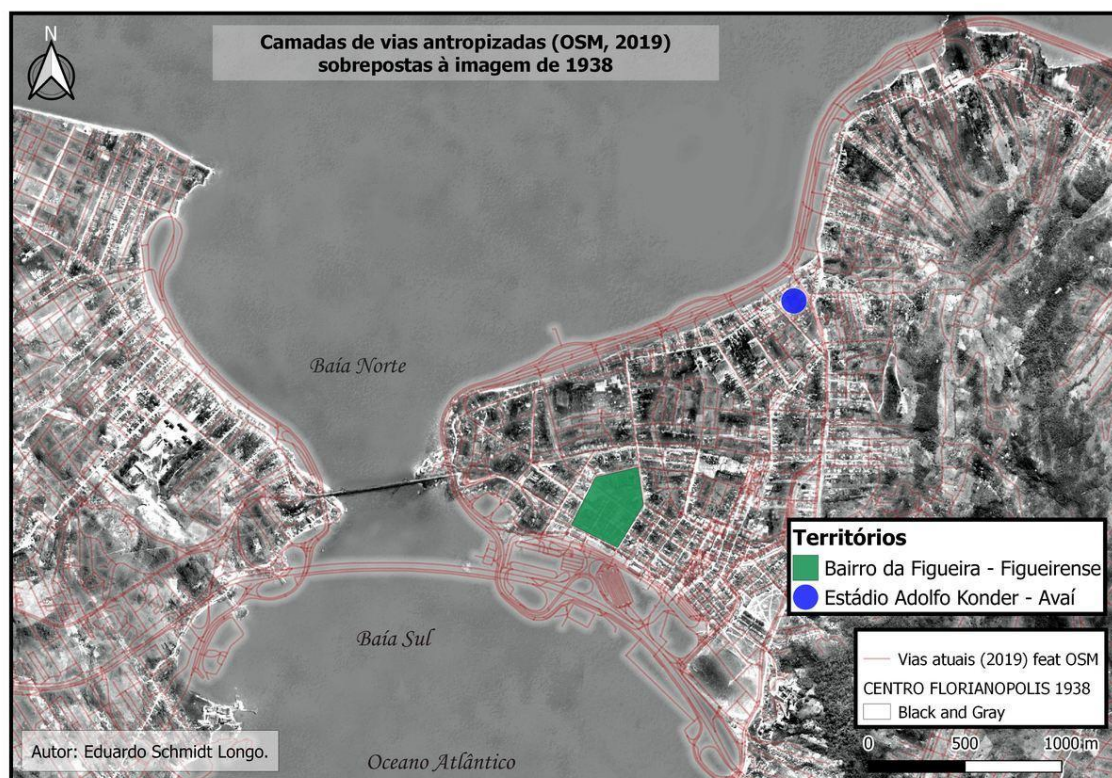 N
Camadas de vias antropizadas (OSM, 2019)
sobrepostas à imagem de 1938
Baía Norte
Baía Sul
Oceano Atlântico
Territórios
Bairro da Figueira - Figueirense
Estádio Adolfo Konder - Avaí
Vias atuais (2019) feat OSM
CENTRO FLORIANOPOLIS 1938
Black and Gray
0 500 1000 m
Autor: Eduardo Schmidt Longo.